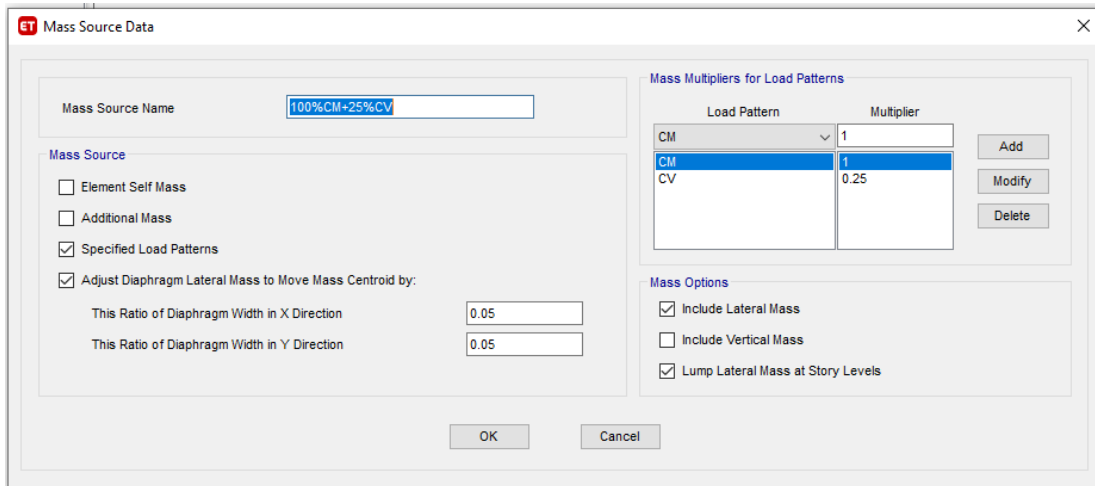 ET Mass Source Data
Mass Source Name 100%CM+25%CV
Mass Source
Element Self Mass
Additional Mass
Specified Load Patterns
Adjust Diaphragm Lateral Mass to Move Mass Centroid by:
This Ratio of Diaphragm Width in X Direction 0.05
This Ratio of Diaphragm Width in Y Direction 0.05
Mass Multipliers for Load Patterns
Load Pattern Multiplier
CM 1
CM 1
CV 0.25
Add
Modify
Delete
Mass Options
Include Lateral Mass
Include Vertical Mass
Lump Lateral Mass at Story Levels
OK Cancel